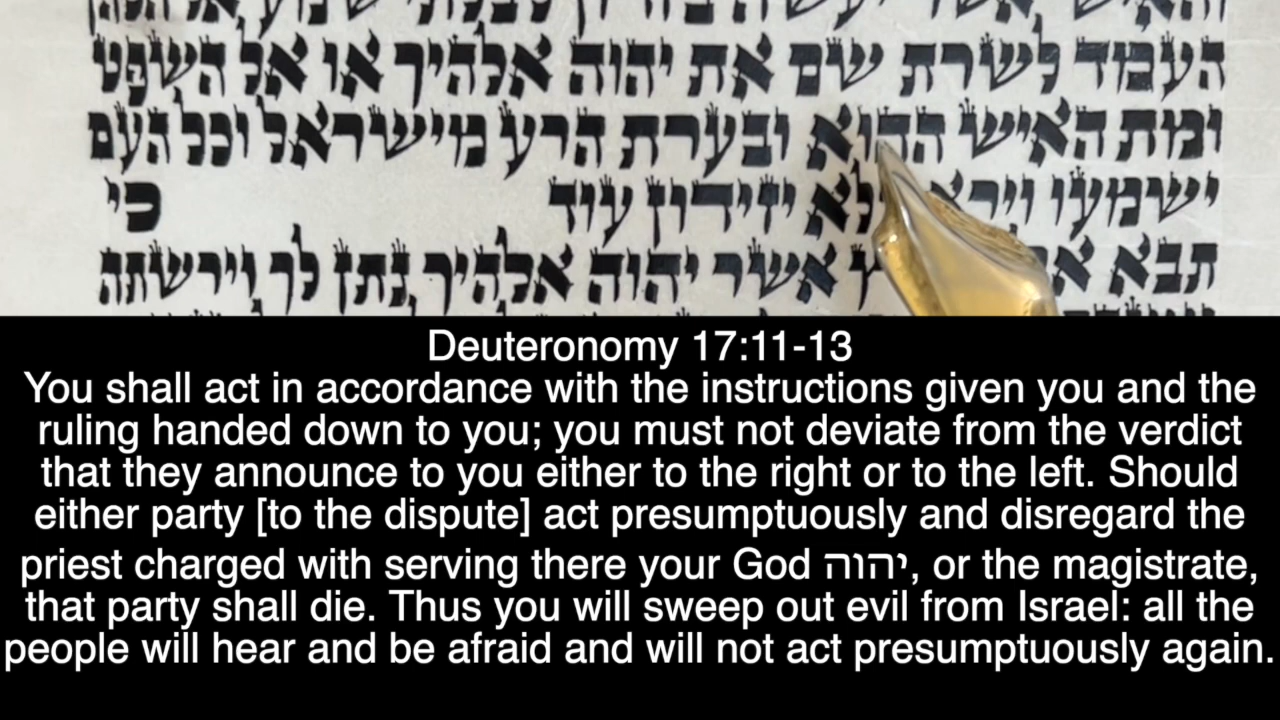 העמד לשרת שם את יהוה אלהיך או אל השפט
ומת האיש ההוא ובערת הרע מישראל וכל העם
ישמעו יזידון עוד כי
תבא אשר יהוה אלהיך נתן לך וירשתה
Deuteronomy 17:11-13
You shall act in accordance with the instructions given you and the
ruling handed down to you; you must not deviate from the verdict
that they announce to you either to the right or to the left. Should
either party [to the dispute] act presumptuously and disregard the
priest charged with serving there your God יהוה, or the magistrate,
that party shall die. Thus you will sweep out evil from Israel: all the
people will hear and be afraid and will not act presumptuously again.